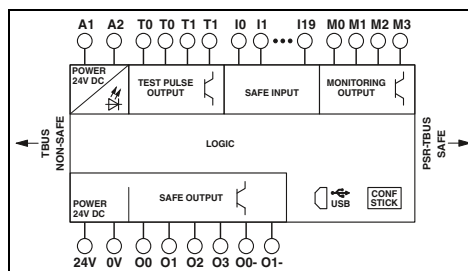 A1 A2 T0 T0 T1 T1 I0 I1 ••• I19 M0 M1 M2 M3
POWER
24V DC
TEST PULSE
OUTPUT
SAFE INPUT
MONITORING
OUTPUT
TBUS
NON-SAFE
LOGIC
PSR-TBUS
SAFE
POWER
24V DC
SAFE OUTPUT
USB
CONF
STICK
24V 0V O0 O1 O2 O3 O0- O1-